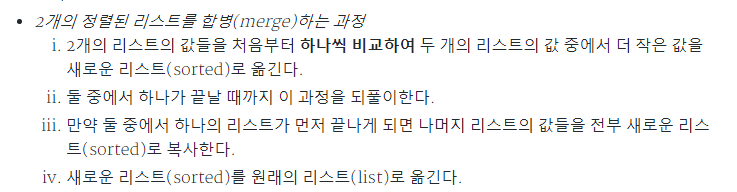 • 2개의 정렬된 리스트를 합병(merge)하는 과정
i. 2개의 리스트의 값들을 처음부터 하나씩 비교하여 두 개의 리스트의 값 중에서 더 작은 값을
새로운 리스트(sorted)로 옮긴다.
ii. 둘 중에서 하나가 끝날 때까지 이 과정을 되풀이한다.
iii. 만약 둘 중에서 하나의 리스트가 먼저 끝나게 되면 나머지 리스트의 값들을 전부 새로운 리스
트(sorted)로 복사한다.
iv. 새로운 리스트(sorted)를 원래의 리스트(list)로 옮긴다.